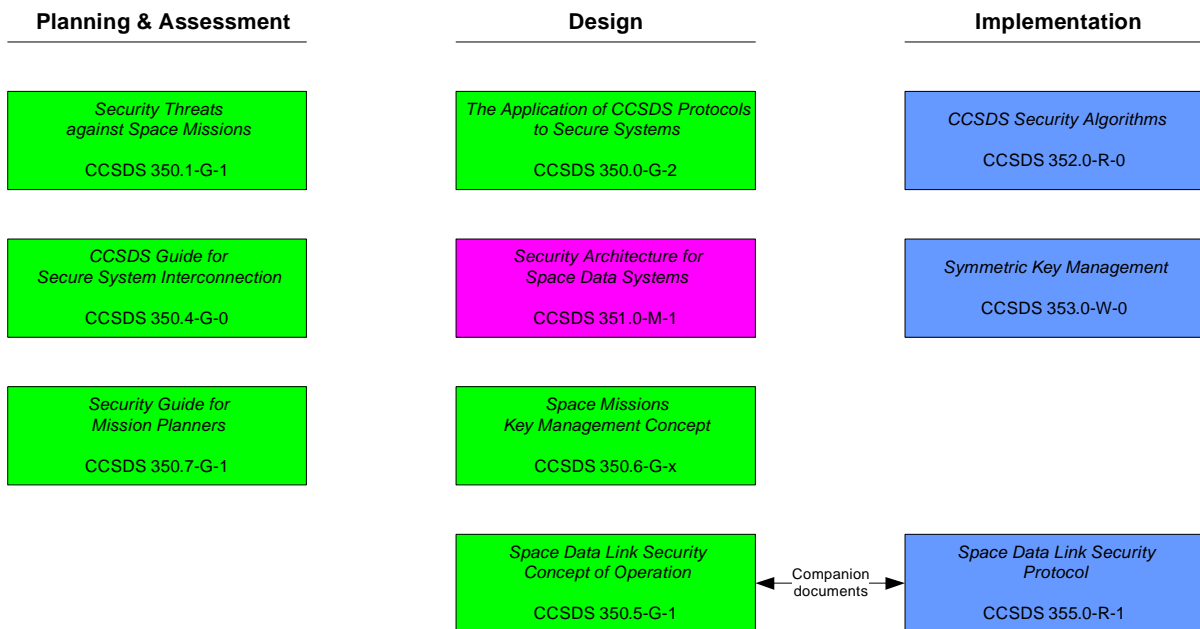 Planning & Assessment
Design
Implementation
Security Threats
against Space Missions
CCSDS 350.1-G-1
The Application of CCSDS Protocols
to Secure Systems
CCSDS 350.0-G-2
CCSDS Security Algorithms
CCSDS 352.0-R-0
CCSDS Guide for
Secure System Interconnection
CCSDS 350.4-G-0
Security Architecture for
Space Data Systems
CCSDS 351.0-M-1
Symmetric Key Management
CCSDS 353.0-W-0
Security Guide for
Mission Planners
CCSDS 350.7-G-1
Space Missions
Key Management Concept
CCSDS 350.6-G-x
Space Data Link Security
Concept of Operation
CCSDS 350.5-G-1
Companion
documents
Space Data Link Security
Protocol
CCSDS 355.0-R-1